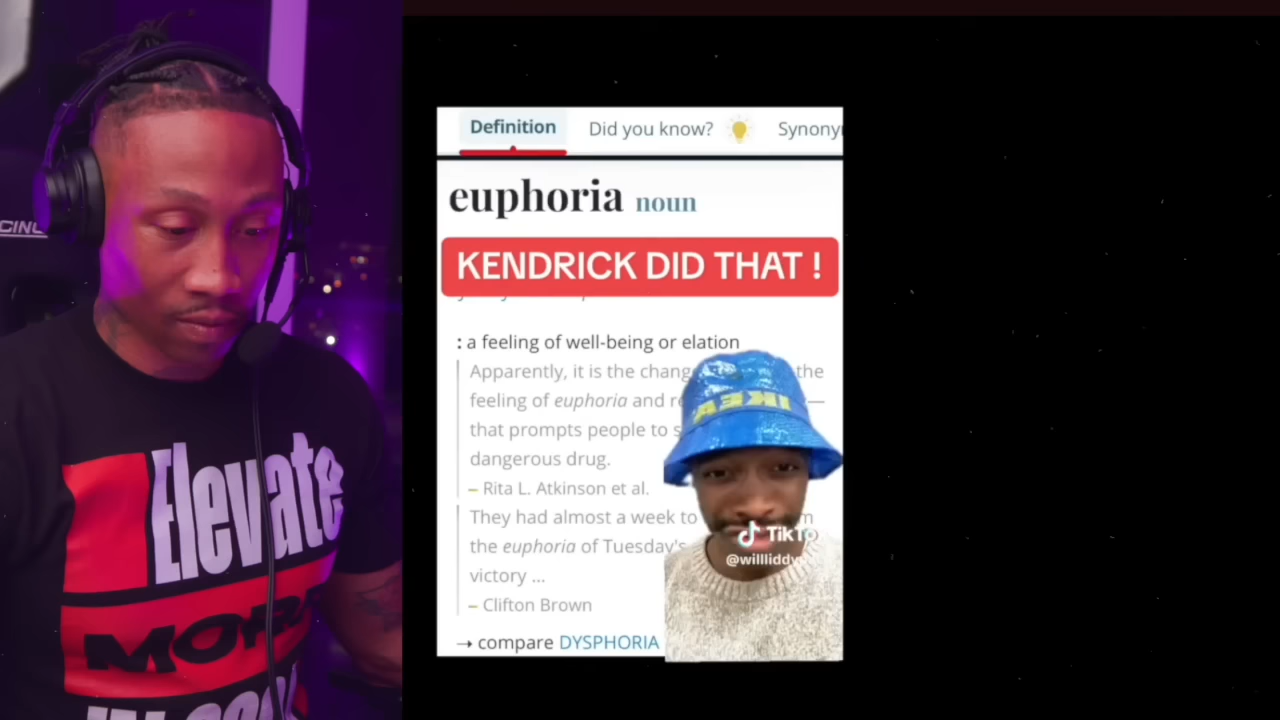 Definition
Did you know?
euphoria noun
KENDRICK DID THAT !
: a feeling of well-being or elation
Apparently, it is the the
feeling of euphoria and —
that prompts people to
dangerous drug.
– Rita L. Atkinson et al.
They had almost a week to
the euphoria of Tuesday's
victory ...
– Clifton Brown
→ compare DYSPHORIA
IKEA
TikTo
@willliddy
Elevate